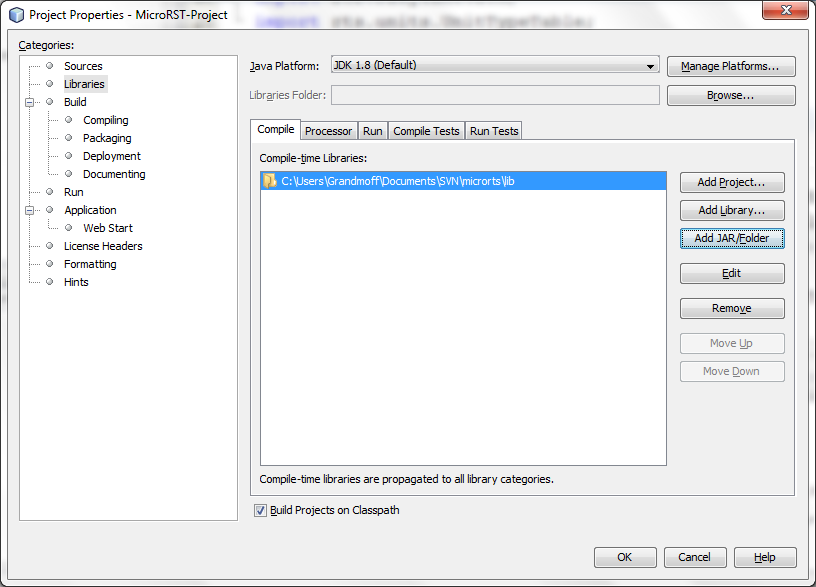 Project Properties - MicroRST-Project
import rts.units.UnitTypeTable;
Categories:
Sources
Libraries
Build
Compiling
Packaging
Deployment
Documenting
Run
Application
Web Start
License Headers
Formatting
Hints
Java Platform: JDK 1.8 (Default) Manage Platforms...
Libraries Folder: Browse...
Compile Processor Run Compile Tests Run Tests
Compile-time Libraries:
C:\Users\Grandmoff\Documents\SVN\microrts\lib
Add Project...
Add Library...
Add JAR/Folder
Edit
Remove
Move Up
Move Down
Compile-time libraries are propagated to all library categories.
Build Projects on Classpath
OK Cancel Help